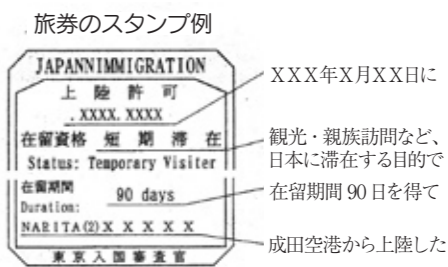 旅券のスタンプ例
JAPANNIMMIGRATION
上 陸 許 可
. XXXX. XXXX
在留資格 短 期 滞 在
Status: Temporary Visiter
在留期間
90 days
Duration:
NARITA(2) X X X X X
東京入国審査官
XXX年X月XX日に
観光・親族訪問など、
日本に滞在する目的で
在留期間 90 日を得て
成田空港から上陸した